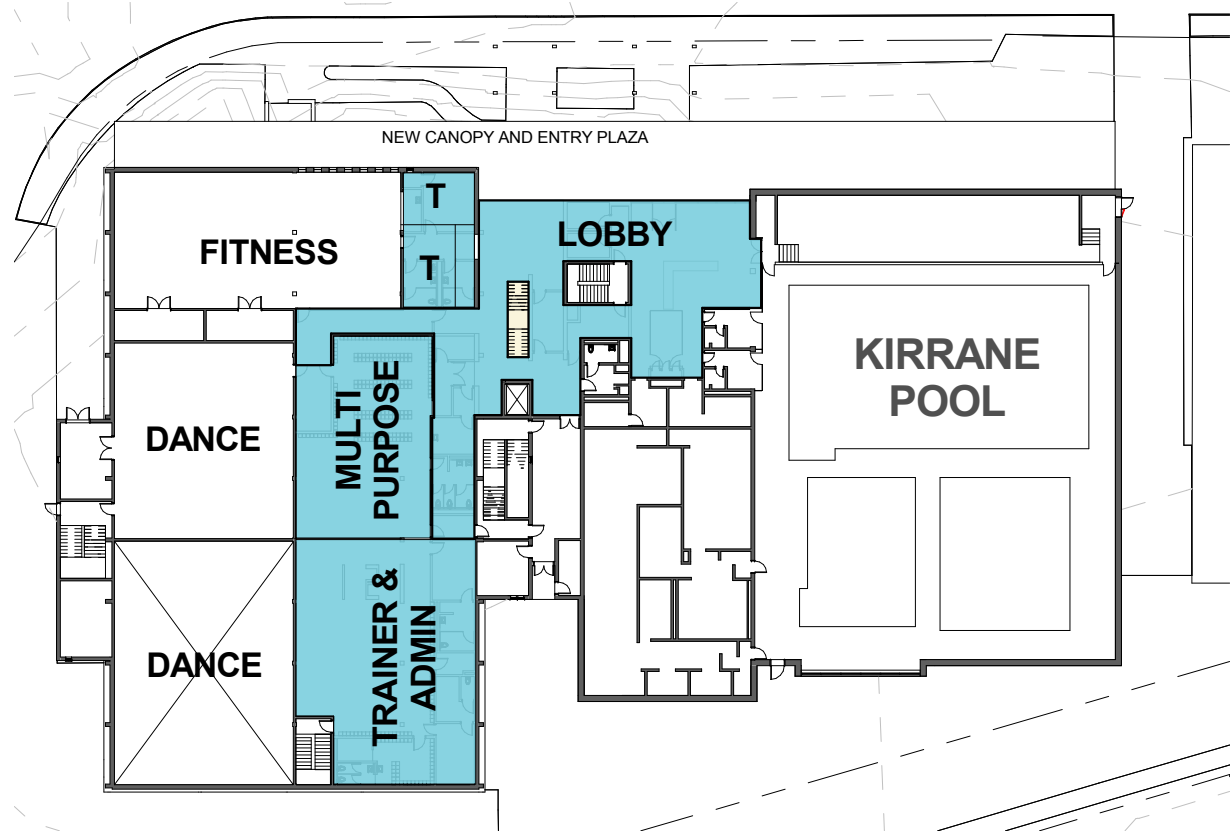 NEW CANOPY AND ENTRY PLAZA
T
LOBBY
FITNESS
T
KIRRANE
POOL
MULTI
PURPOSE
DANCE
TRAINER &
ADMIN
DANCE